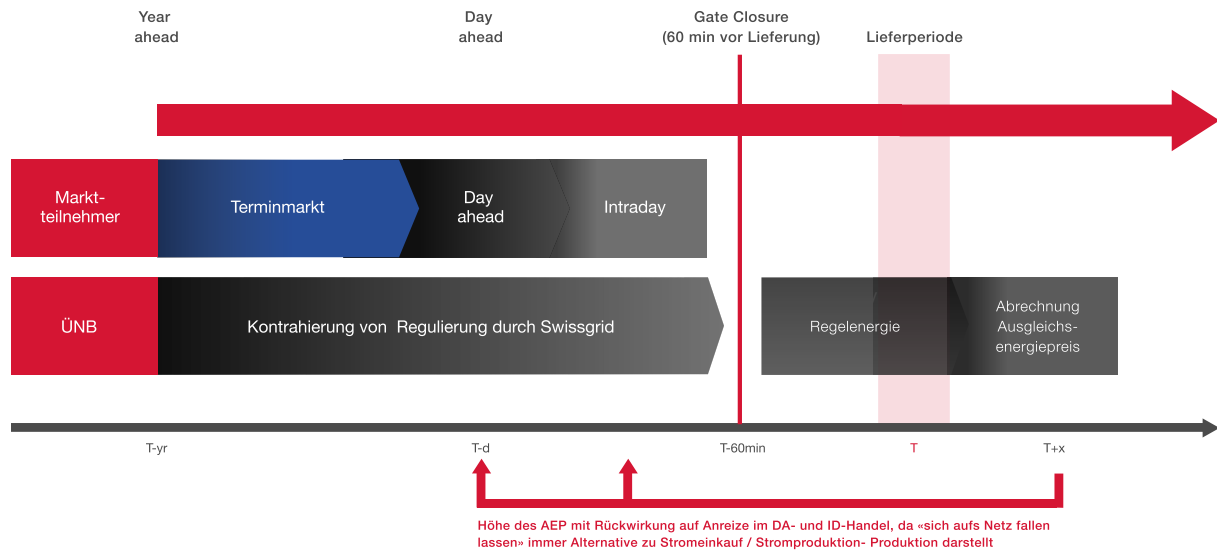 Year
ahead
Day
ahead
Gate Closure
(60 min vor Lieferung)
Lieferperiode
Markt-
teilnehmer
Terminmarkt
Day
ahead
Intraday
ÜNB
Kontrahierung von Regulierung durch Swissgrid
Regelenergie
Abrechnung
Ausgleichs-
energiepreis
T-yr
T-d
T-60min
T
T+x
Höhe des AEP mit Rückwirkung auf Anreize im DA- und ID-Handel, da «sich aufs Netz fallen
lassen» immer Alternative zu Stromeinkauf / Stromproduktion- Produktion darstellt